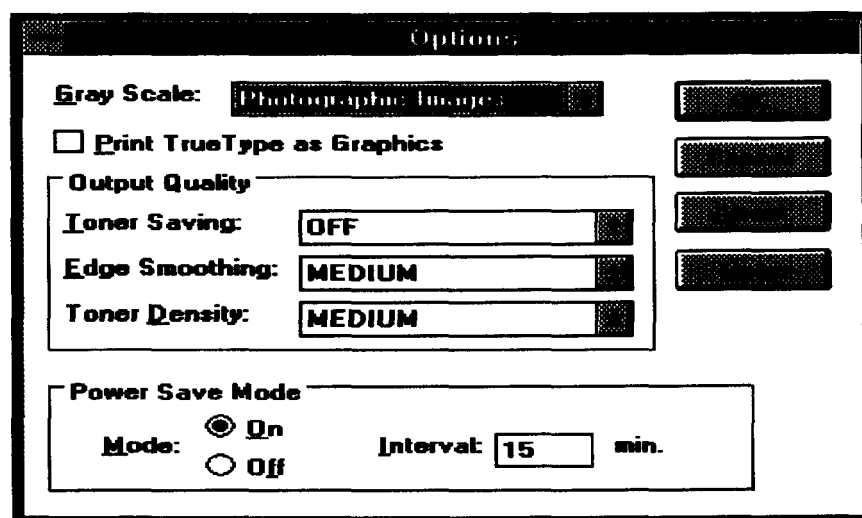 Options
Gray Scale: Photographic Images
Print TrueType as Graphics
Output Quality
Toner Saving: OFF
Edge Smoothing: MEDIUM
Toner Density: MEDIUM
Power Save Mode
Mode: On
Off
Interval: 15 min.